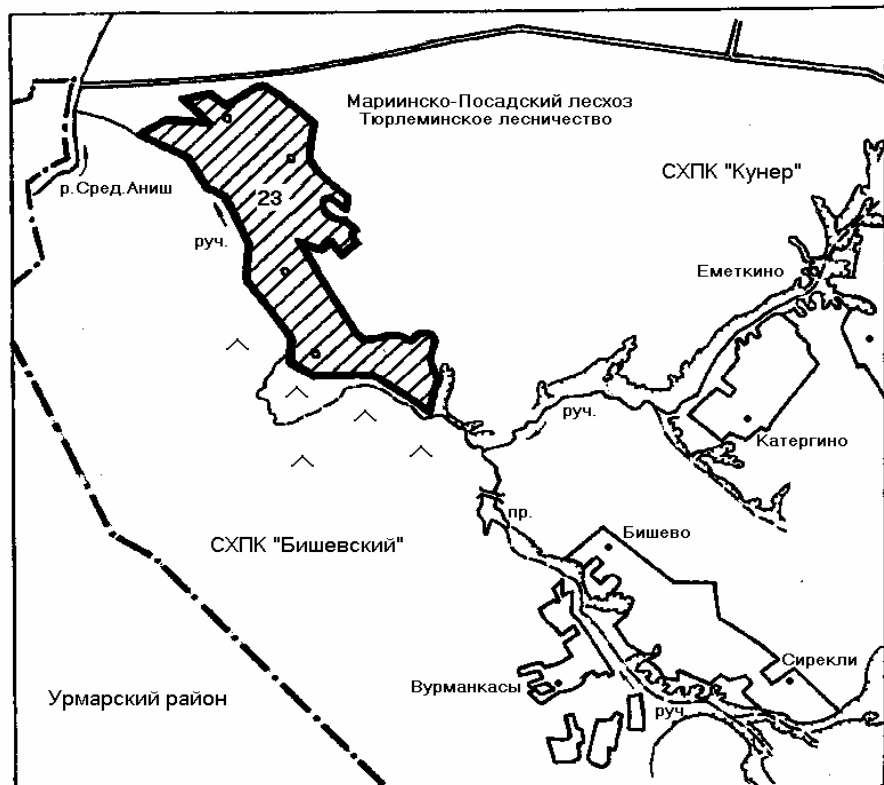 Мариинско-Посадский лесхоз
Тюрлеминское лесничество
СХПК "Кунер"
р.Сред.Аниш
23
руч.
Еметкино
руч.
Катергино
пр.
Бишево
СХПК "Бишевский"
Сирекли
Вурманкасы
Урмарский район
руч.